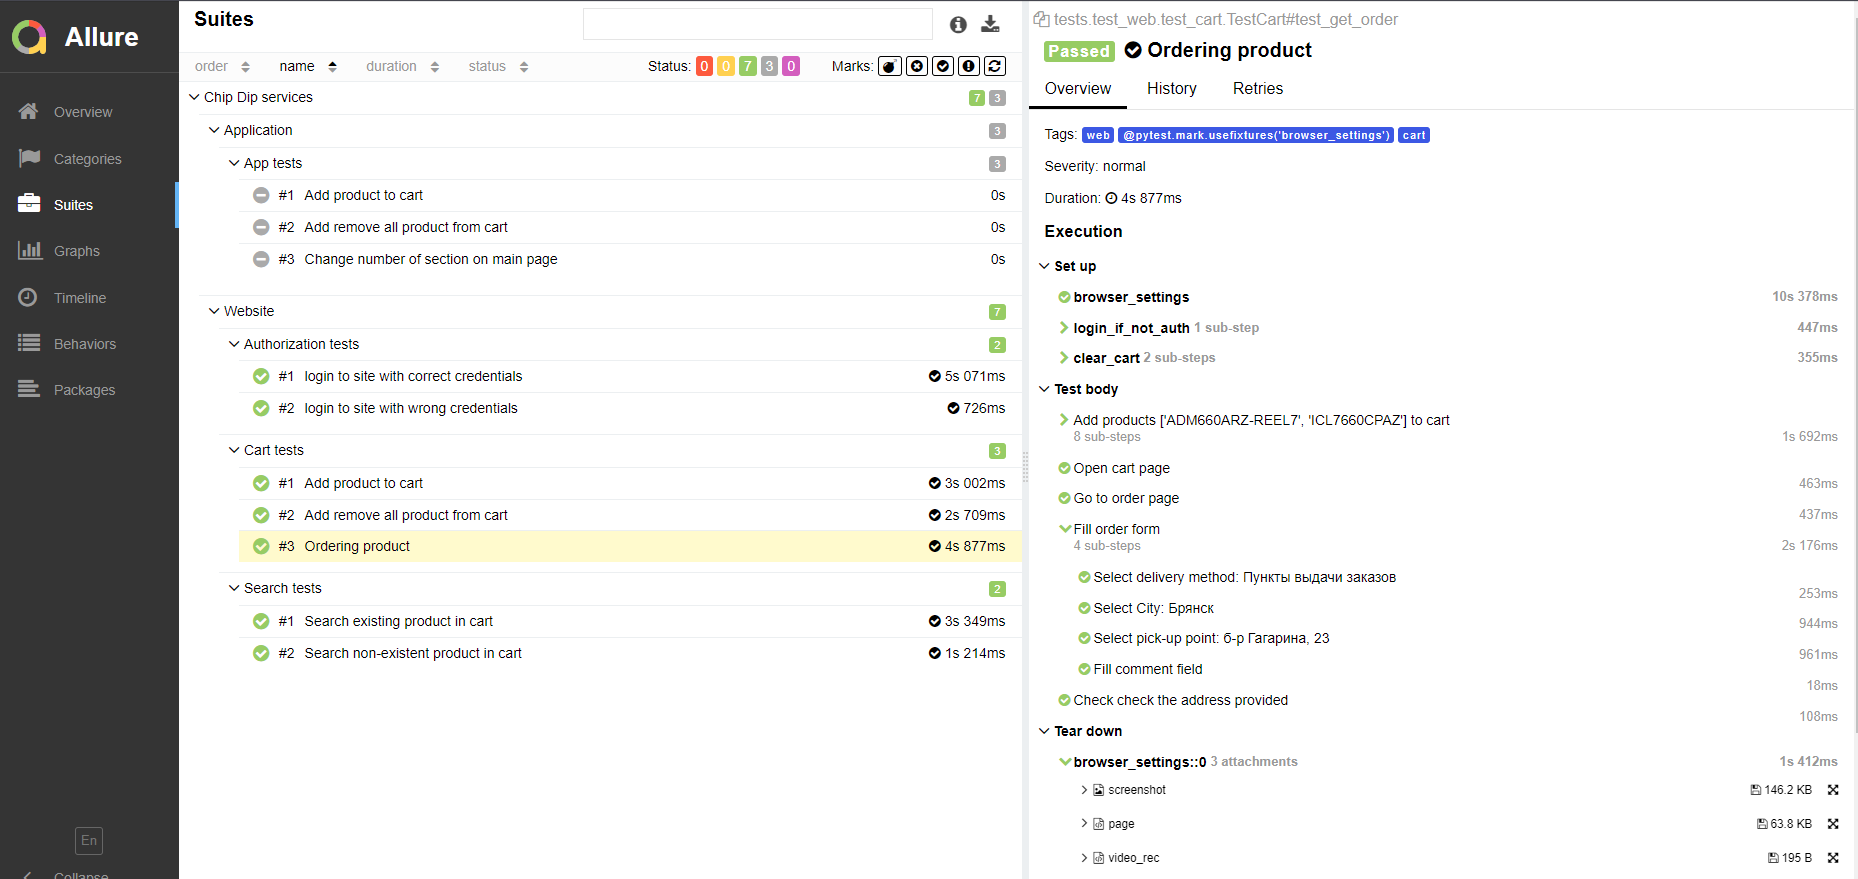 Allure
Overview
Categories
Suites
Graphs
Timeline
Behaviors
Packages
En
Collapse
Suites
order name duration status Status: 0 0 7 3 0 Marks:
Chip Dip services 7 3
Application 3
App tests 3
#1 Add product to cart 0s
#2 Add remove all product from cart 0s
#3 Change number of section on main page 0s
Website 7
Authorization tests 2
#1 login to site with correct credentials 5s 071ms
#2 login to site with wrong credentials 726ms
Cart tests 3
#1 Add product to cart 3s 002ms
#2 Add remove all product from cart 2s 709ms
#3 Ordering product 4s 877ms
Search tests 2
#1 Search existing product in cart 3s 349ms
#2 Search non-existent product in cart 1s 214ms
tests.test_web.test_cart.TestCart#test_get_order
Passed Ordering product
Overview History Retries
Tags: web @pytest.mark.usefixtures('browser_settings') cart
Severity: normal
Duration: 4s 877ms
Execution
Set up
browser_settings 10s 378ms
login_if_not_auth 1 sub-step 447ms
clear_cart 2 sub-steps 355ms
Test body
Add products ['ADM660ARZ-REEL7', 'ICL7660CPAZ'] to cart
8 sub-steps 1s 692ms
Open cart page
463ms
Go to order page
437ms
Fill order form
4 sub-steps 2s 176ms
Select delivery method: Пункты выдачи заказов
253ms
Select City: Брянск
944ms
Select pick-up point: б-р Гагарина, 23
961ms
Fill comment field
18ms
Check check the address provided
108ms
Tear down
browser_settings::0 3 attachments 1s 412ms
screenshot 146.2 KB
page 63.8 KB
video_rec 195 B